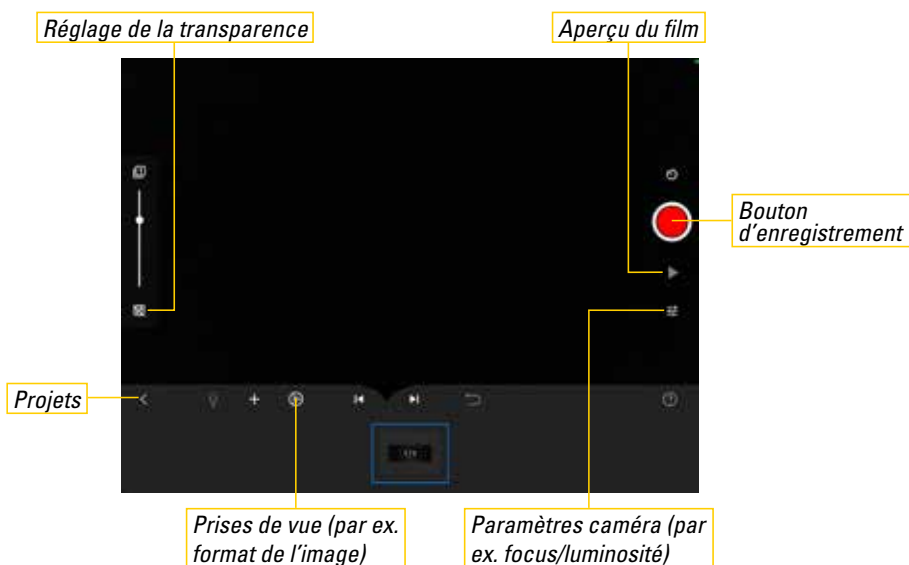 Réglage de la transparence
Aperçu du film
Bouton
d'enregistrement
Projets
Prises de vue (par ex.
format de l'image)
Paramètres caméra (par
ex. focus/luminosité)